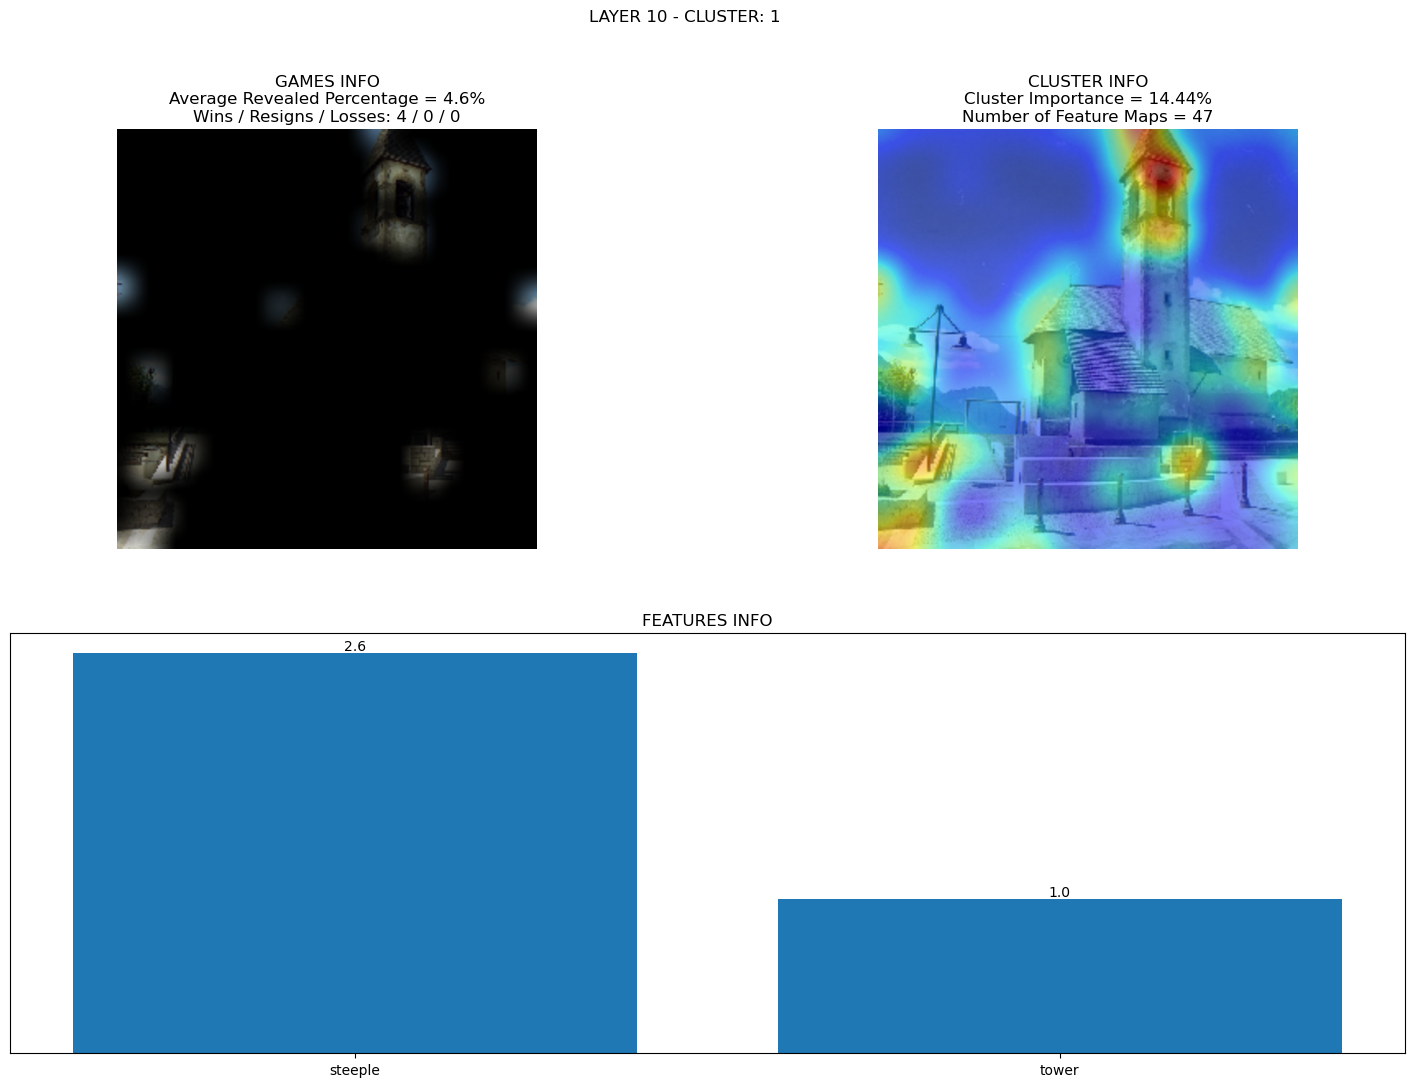 LAYER 10 - CLUSTER: 1
GAMES INFO
Average Revealed Percentage = 4.6%
Wins / Resigns / Losses: 4 / 0 / 0
CLUSTER INFO
Cluster Importance = 14.44%
Number of Feature Maps = 47
FEATURES INFO
2.6
1.0
steeple
tower